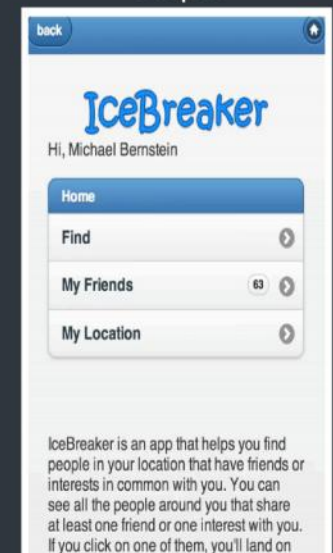 back
IceBreaker
Hi, Michael Bernstein
Home
Find
My Friends 63
My Location
IceBreaker is an app that helps you find
people in your location that have friends or
interests in common with you. You can
see all the people around you that share
at least one friend or one interest with you.
If you click on one of them, you'll land on